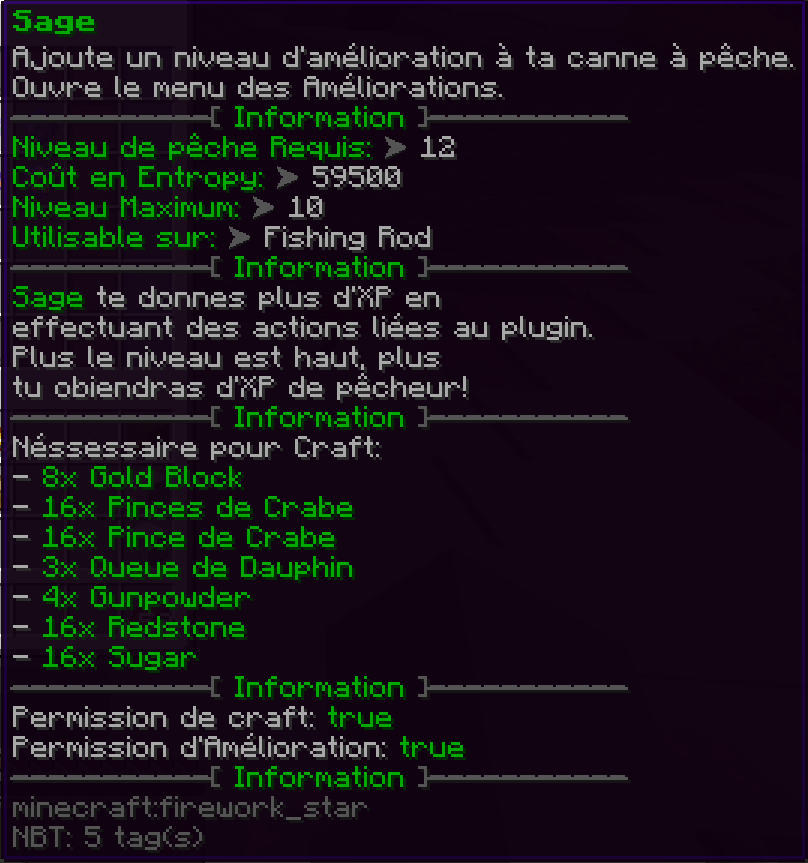 Sage
Ajoute un niveau d'amélioration à ta canne à pêche.
Ouvre le menu des Améliorations.
[ Information ]
Niveau de pêche Requis: ➤ 12
Coût en Entropy: ➤ 59500
Niveau Maximum: ➤ 10
Utilisable sur: ➤ Fishing Rod
[ Information ]
Sage te donnes plus d'XP en
effectuant des actions liées au plugin.
Plus le niveau est haut, plus
tu obiendras d'XP de pêcheur!
[ Information ]
Néssessaire pour Craft:
- 8x Gold Block
- 16x Pinces de Crabe
- 16x Pince de Crabe
- 3x Queue de Dauphin
- 4x Gunpowder
- 16x Redstone
- 16x Sugar
[ Information ]
Permission de craft: true
Permission d'Amélioration: true
[ Information ]
minecraft:firework_star
NBT: 5 tag(s)